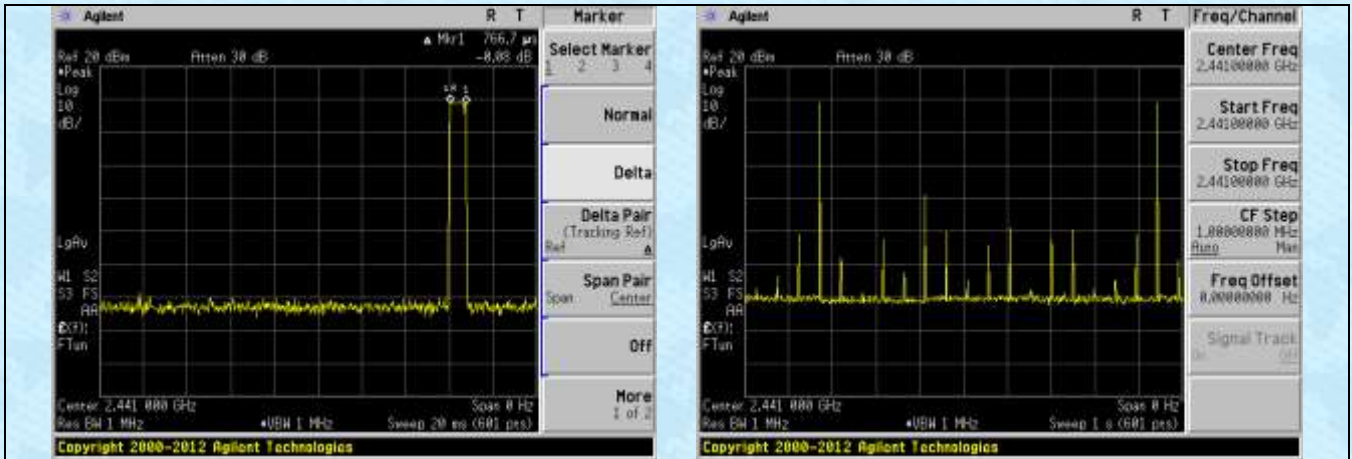 Agilent
R T
Marker
▲ Mkr1 766.7 µs
Ref 20 dBm
Atten 30 dB
-0.08 dB
Select Marker
1 2 3 4
•Peak
Log
10
dB/
1R 1
Normal
Delta
Delta Pair
(Tracking Ref)
Ref ▲
LgAv
Span Pair
Span Center
W1 S2
S3 FS
AA
£(f):
FTun
Off
More
1 of 2
Center 2.441 000 GHz
Span 0 Hz
Res BW 1 MHz
•VBW 1 MHz
Sweep 20 ms (601 pts)
Copyright 2000-2012 Agilent Technologies
Agilent
R T
Freq/Channel
Ref 20 dBm
Atten 30 dB
Center Freq
2.44100000 GHz
•Peak
Log
10
dB/
Start Freq
2.44100000 GHz
Stop Freq
2.44100000 GHz
CF Step
1.00000000 MHz
Auto Man
LgAv
W1 S2
S3 FS
AA
£(f):
FTun
Freq Offset
0.00000000 Hz
Signal Track
On Off
Center 2.441 000 GHz
Span 0 Hz
Res BW 1 MHz
•VBW 1 MHz
Sweep 1 s (601 pts)
Copyright 2000-2012 Agilent Technologies